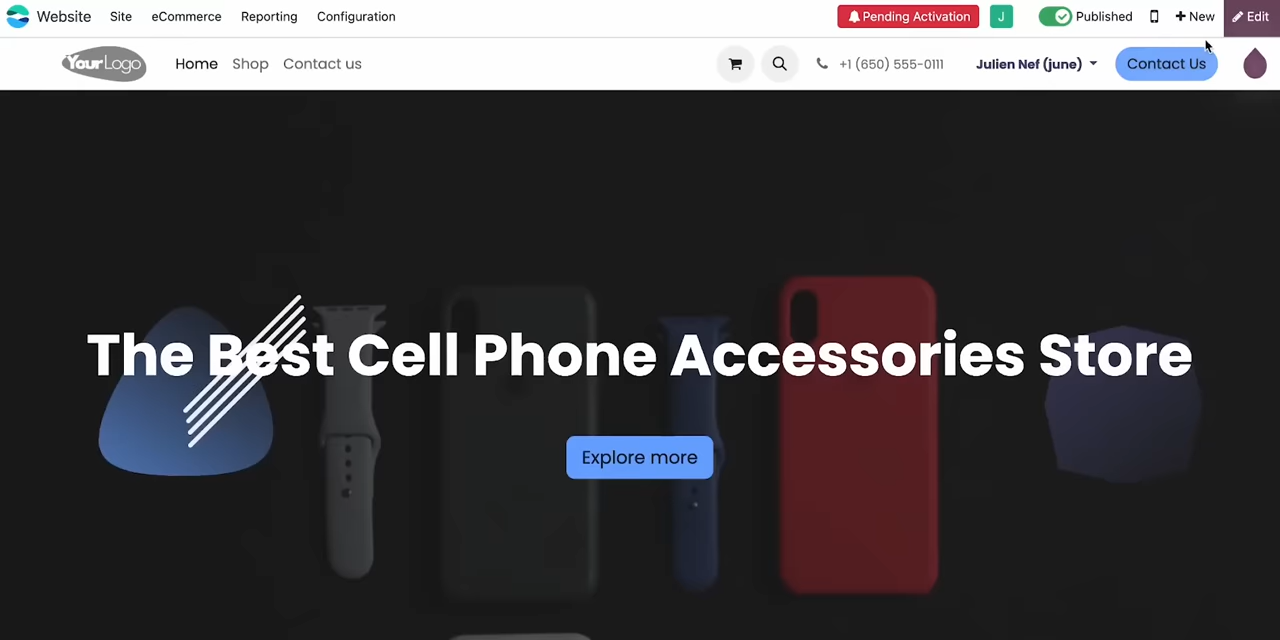 Website Site eCommerce Reporting Configuration Pending Activation J Published New Edit
YourLogo Home Shop Contact us +1 (650) 555-0111 Julien Nef (june) Contact Us
The Best Cell Phone Accessories Store
Explore more